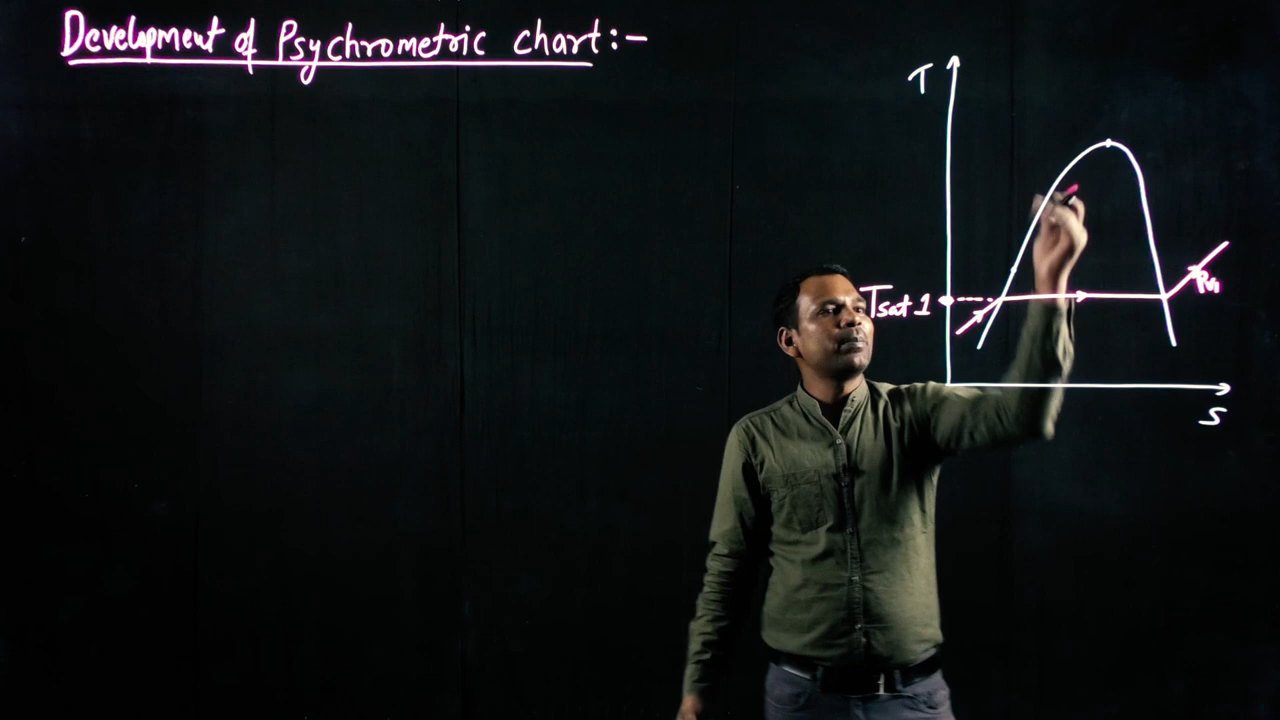 Development of Psychrometric chart:-
T
Tsat 1
Pv1
S